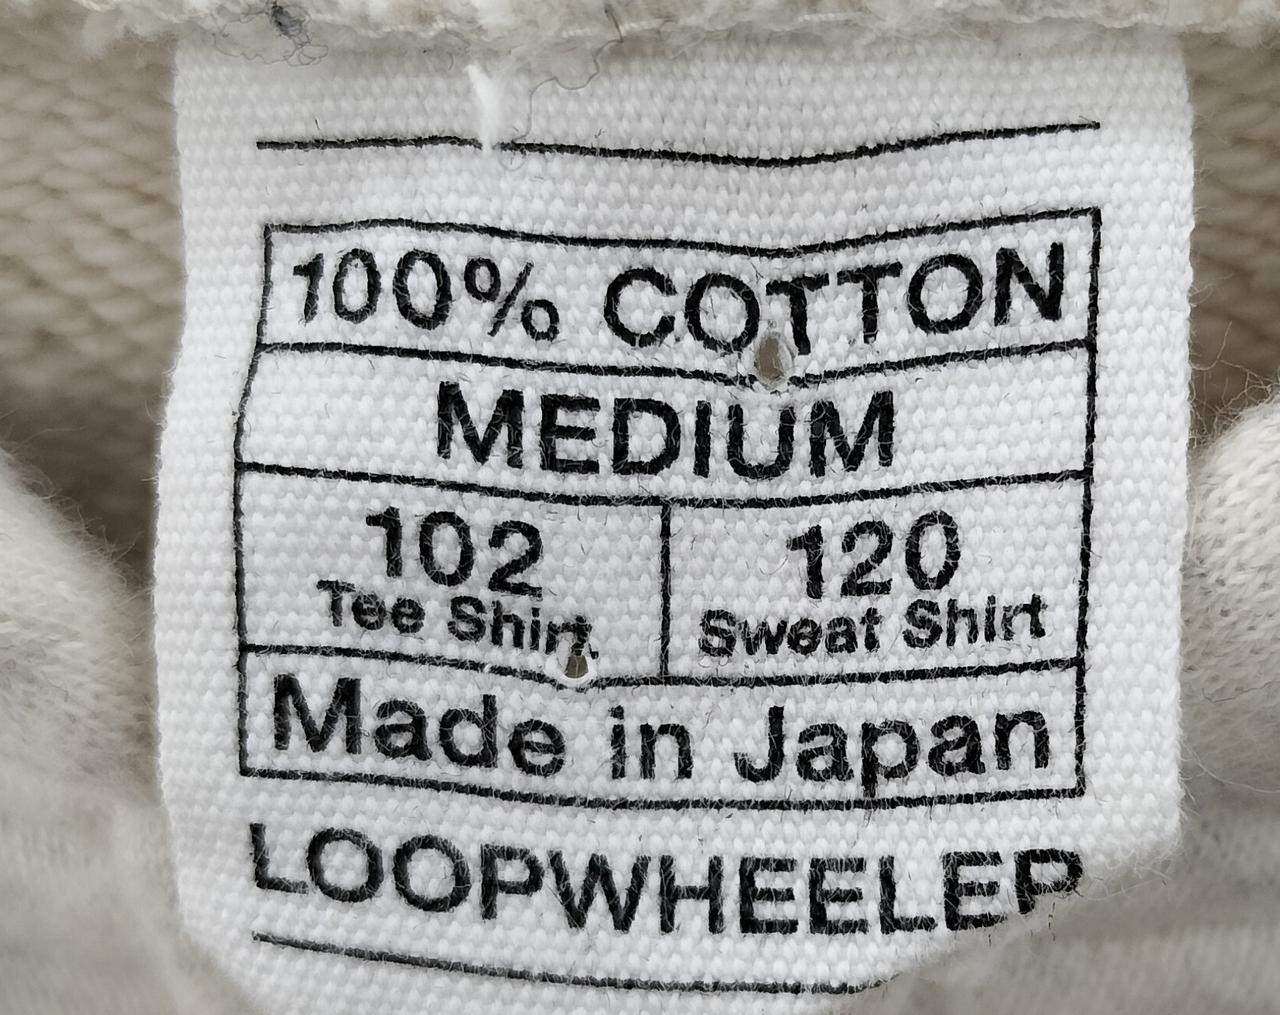 100% COTTON
MEDIUM
102 120
Tee Shirt Sweat Shirt
Made in Japan
LOOPWHEELER